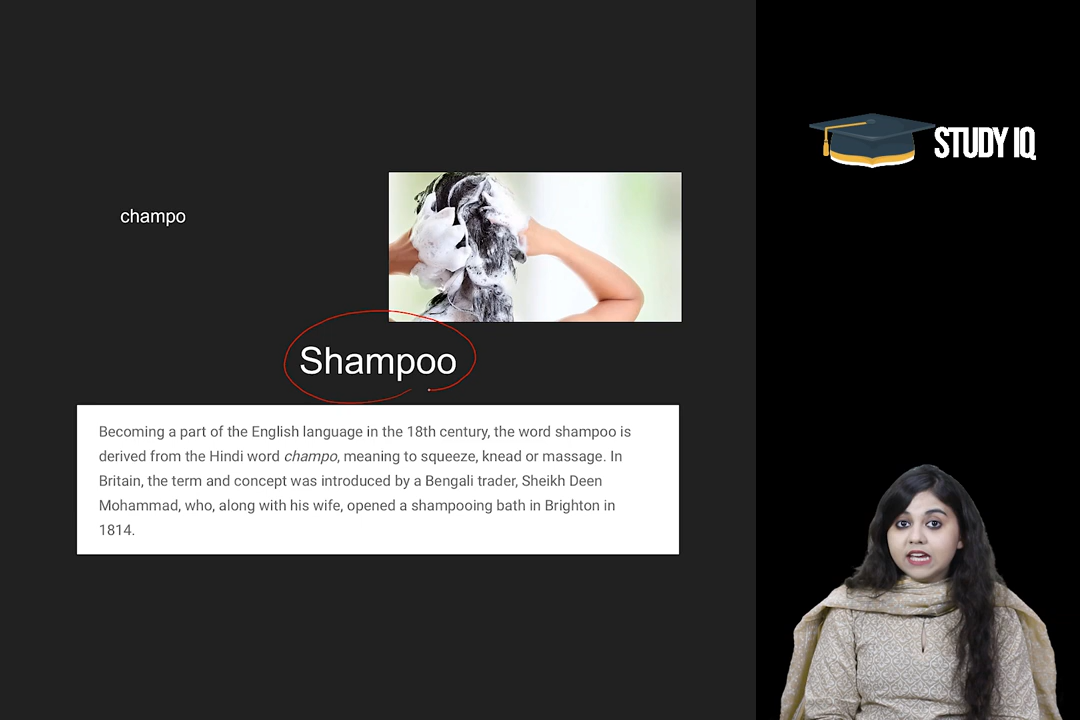 STUDY IQ
champo
Shampoo
Becoming a part of the English language in the 18th century, the word shampoo is
derived from the Hindi word champo, meaning to squeeze, knead or massage. In
Britain, the term and concept was introduced by a Bengali trader, Sheikh Deen
Mohammad, who, along with his wife, opened a shampooing bath in Brighton in
1814.